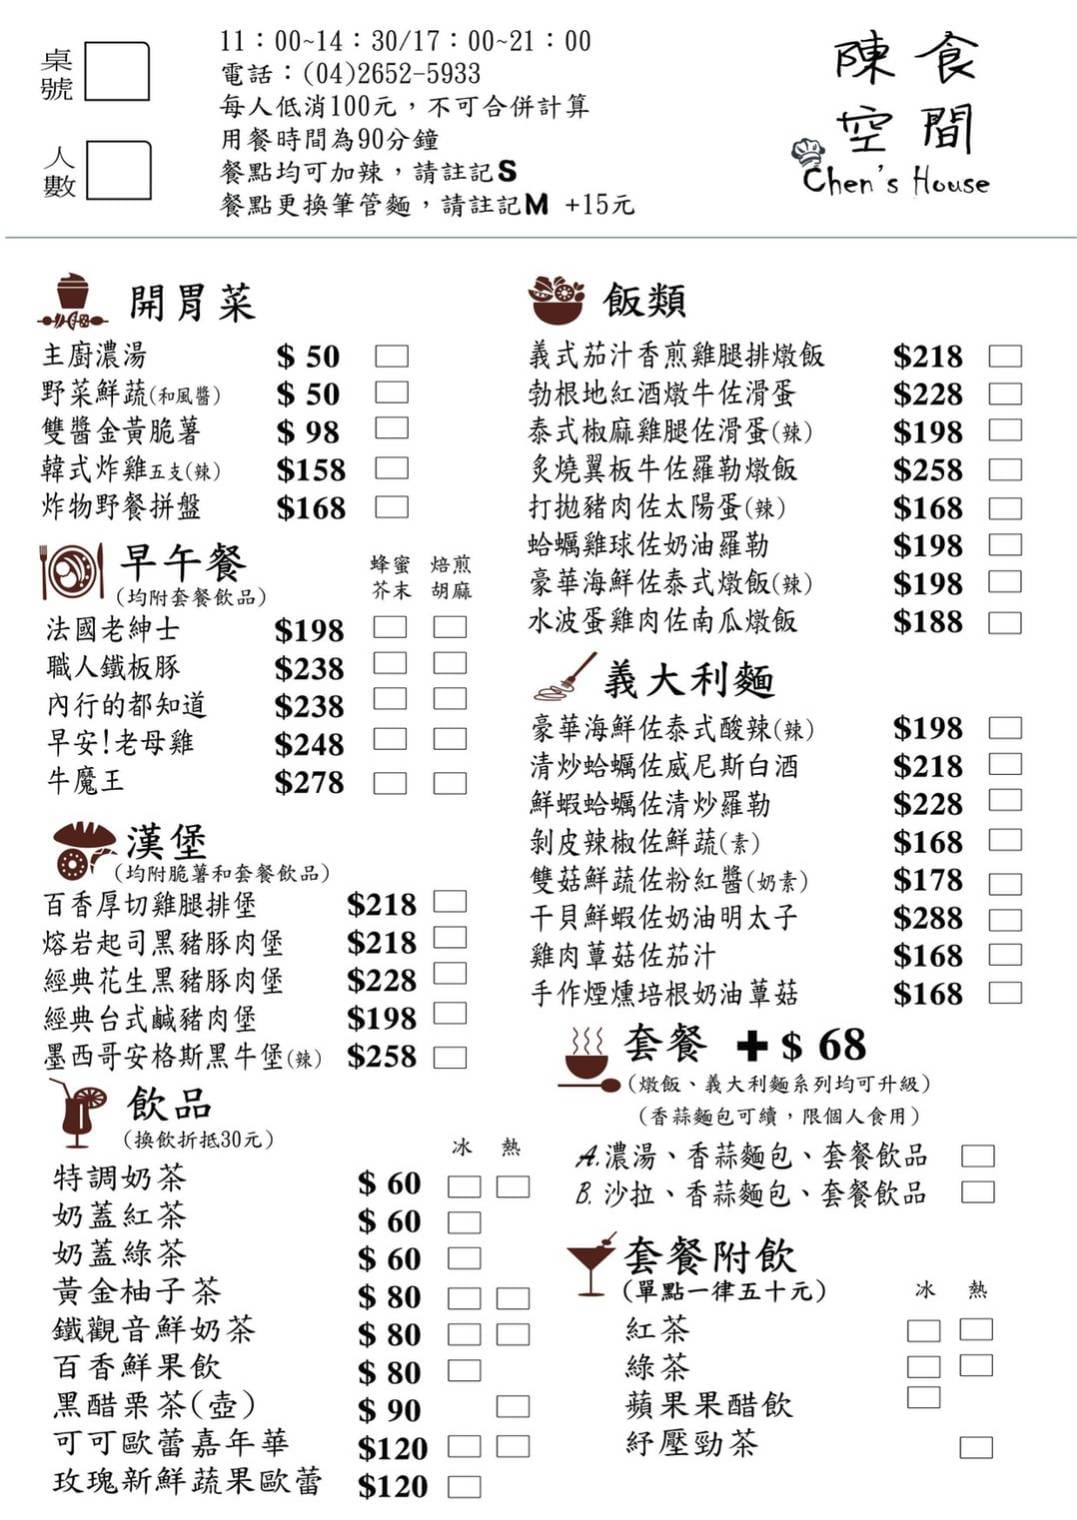 桌號
人數
11：00~14：30/17：00~21：00
電話：(04)2652-5933
每人低消100元，不可合併計算
用餐時間為90分鐘
餐點均可加辣，請註記S
餐點更換筆管麵，請註記M +15元
陳食
空間
Chen's House
開胃菜
主廚濃湯 $ 50
野菜鮮蔬(和風醬) $ 50
雙醬金黃脆薯 $ 98
韓式炸雞五支(辣) $158
炸物野餐拼盤 $168
早午餐
(均附套餐飲品)
蜂蜜芥末 焙煎胡麻
法國老紳士 $198
職人鐵板豚 $238
內行的都知道 $238
早安!老母雞 $248
牛魔王 $278
漢堡
(均附脆薯和套餐飲品)
百香厚切雞腿排堡 $218
熔岩起司黑豬豚肉堡 $218
經典花生黑豬豚肉堡 $228
經典台式鹹豬肉堡 $198
墨西哥安格斯黑牛堡(辣) $258
飲品
(換飲折抵30元)
冰 熱
特調奶茶 $ 60
奶蓋紅茶 $ 60
奶蓋綠茶 $ 60
黃金柚子茶 $ 80
鐵觀音鮮奶茶 $ 80
百香鮮果飲 $ 80
黑醋栗茶(壺) $ 90
可可歐蕾嘉年華 $120
玫瑰新鮮蔬果歐蕾 $120
飯類
義式茄汁香煎雞腿排燉飯 $218
勃根地紅酒燉牛佐滑蛋 $228
泰式椒麻雞腿佐滑蛋(辣) $198
炙燒翼板牛佐羅勒燉飯 $258
打拋豬肉佐太陽蛋(辣) $168
蛤蠣雞球佐奶油羅勒 $198
豪華海鮮佐泰式燉飯(辣) $198
水波蛋雞肉佐南瓜燉飯 $188
義大利麵
豪華海鮮佐泰式酸辣(辣) $198
清炒蛤蠣佐威尼斯白酒 $218
鮮蝦蛤蠣佐清炒羅勒 $228
剝皮辣椒佐鮮蔬(素) $168
雙菇鮮蔬佐粉紅醬(奶素) $178
干貝鮮蝦佐奶油明太子 $288
雞肉蕈菇佐茄汁 $168
手作煙燻培根奶油蕈菇 $168
套餐 ✚$ 68
(燉飯、義大利麵系列均可升級)
(香蒜麵包可續，限個人食用)
A.濃湯、香蒜麵包、套餐飲品
B.沙拉、香蒜麵包、套餐飲品
套餐附飲
(單點一律五十元)
冰 熱
紅茶
綠茶
蘋果果醋飲
紓壓勁茶